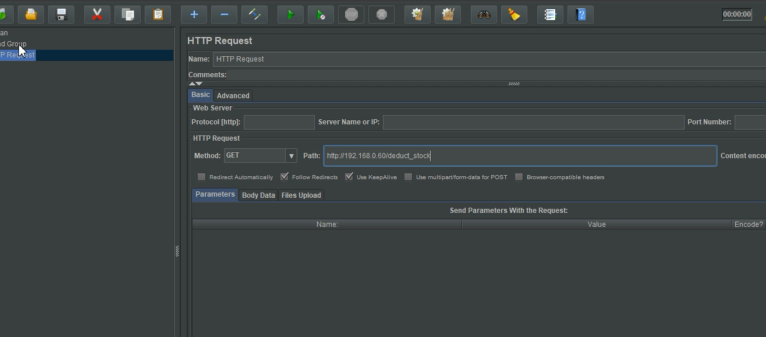 00:00:00
an
d Group
P Request
HTTP Request
Name: HTTP Request
Comments:
Basic Advanced
Web Server
Protocol [http]: Server Name or IP: Port Number:
HTTP Request
Method: GET Path: http://192.168.0.60/deduct_stock Content enco
Redirect Automatically Follow Redirects Use KeepAlive Use multipart/form-data for POST Browser-compatible headers
Parameters Body Data Files Upload
Send Parameters With the Request:
Name: Value Encode?